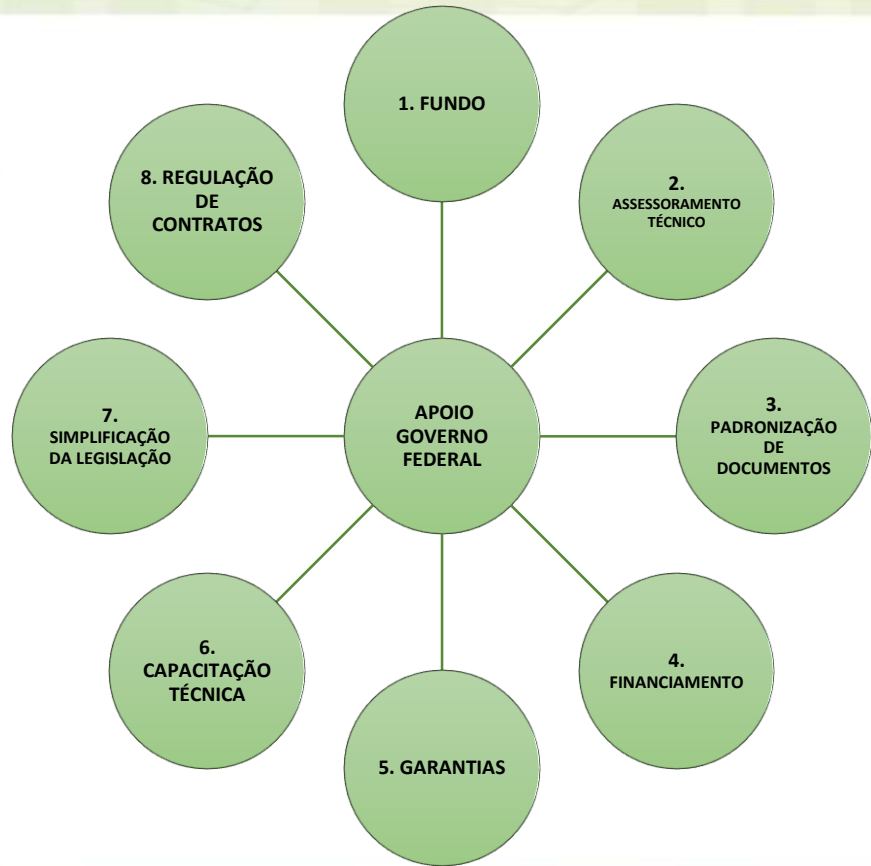 1. FUNDO
2.
ASSESSORAMENTO
TÉCNICO
3.
PADRONIZAÇÃO
DE
DOCUMENTOS
4.
FINANCIAMENTO
5. GARANTIAS
6.
CAPACITAÇÃO
TÉCNICA
7.
SIMPLIFICAÇÃO
DA LEGISLAÇÃO
8. REGULAÇÃO
DE
CONTRATOS
APOIO
GOVERNO
FEDERAL